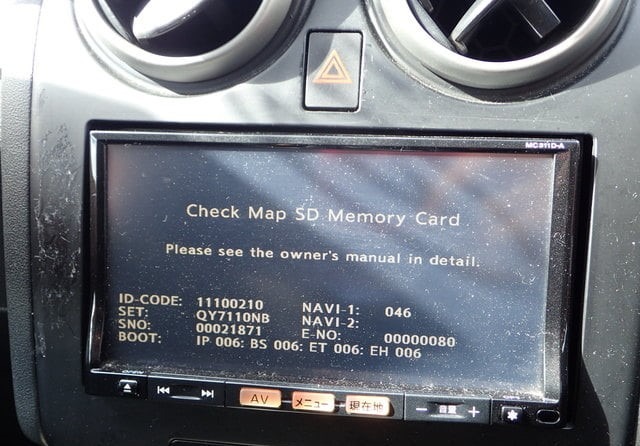 MC311D-A
Check Map SD Memory Card
Please see the owner's manual in detail.
ID-CODE: 11100210 NAVI-1: 046
SET: QY7110NB NAVI-2:
SNO: 00021871 E-NO: 00000080
BOOT: IP 006: BS 006: ET 006: EH 006
AV メニュー 現在地 − 音量 +